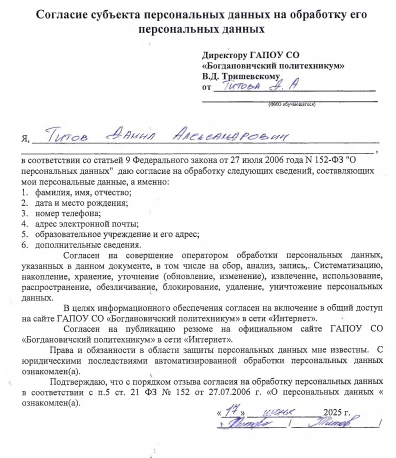 Согласие субъекта персональных данных на обработку его
персональных данных
Директору ГАПОУ СО
«Богдановичский политехникум»
В.Д. Тришевскому
от Титова Д. А
(ФИО обучающегося)
Я, Титов Данил Александрович
в соответствии со статьей 9 Федерального закона от 27 июля 2006 года N 152-ФЗ "О
персональных данных" даю согласие на обработку следующих сведений, составляющих
мои персональные данные, а именно:
1. фамилия, имя, отчество;
2. дата и место рождения;
3. номер телефона;
4. адрес электронной почты;
5. образовательное учреждение и его адрес;
6. дополнительные сведения.
Согласен на совершение оператором обработки персональных данных,
указанных в данном документе, в том числе на сбор, анализ, запись,. Систематизацию,
накопление, хранение, уточнение (обновление, изменение), извлечение, использование,
распространение, обезличивание, блокирование, удаление, уничтожение персональных
данных.
В целях информационного обеспечения согласен на включение в общий доступ
на сайте ГАПОУ СО «Богдановичский политехникум» в сети «Интернет».
Согласен на публикацию резюме на официальном сайте ГАПОУ СО
«Богдановичский политехникум» в сети «Интернет».
Права и обязанности в области защиты персональных данных мне известны. С
юридическими последствиями автоматизированной обработки персональных данных
ознакомлен(а).
Подтверждаю, что с порядком отзыва согласия на обработку персональных данных
в соответствии с п.5 ст. 21 ФЗ № 152 от 27.07.2006 г. «О персональных данных «
ознакомлен(а).
« 17 » 2025 г.
/ Титов /